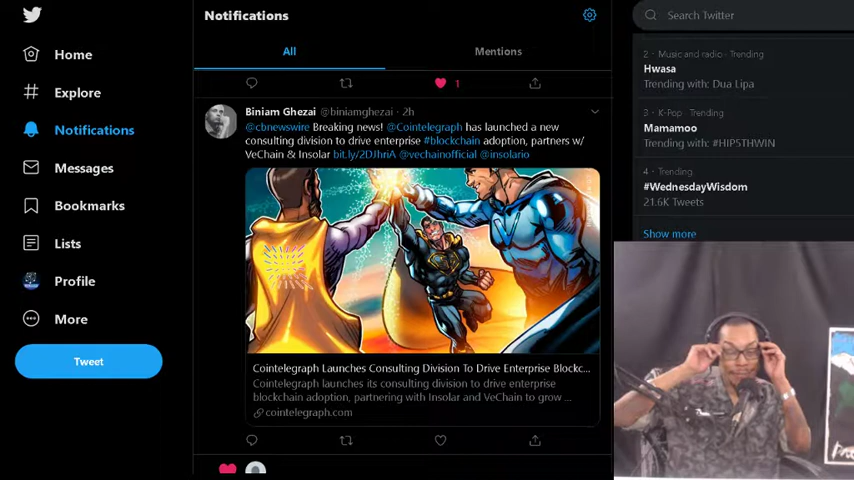 Home
Explore
Notifications
Messages
Bookmarks
Lists
Profile
More
Tweet
Notifications
All
Mentions
1
Biniam Ghezai @biniamghezai · 2h
@cbnewswire Breaking news! @Cointelegraph has launched a new
consulting division to drive enterprise #blockchain adoption, partners w/
VeChain & Insolar bit.ly/2DJhriA @vechainofficial @insolario
Cointelegraph Launches Consulting Division To Drive Enterprise Blockc...
Cointelegraph launches its consulting division to drive enterprise
blockchain adoption, partnering with Insolar and VeChain to grow ...
cointelegraph.com
Search Twitter
2 · Music and radio · Trending
Hwasa
Trending with: Dua Lipa
3 · K-Pop · Trending
Mamamoo
Trending with: #HIP5THWIN
4 · Trending
#WednesdayWisdom
21.6K Tweets
Show more